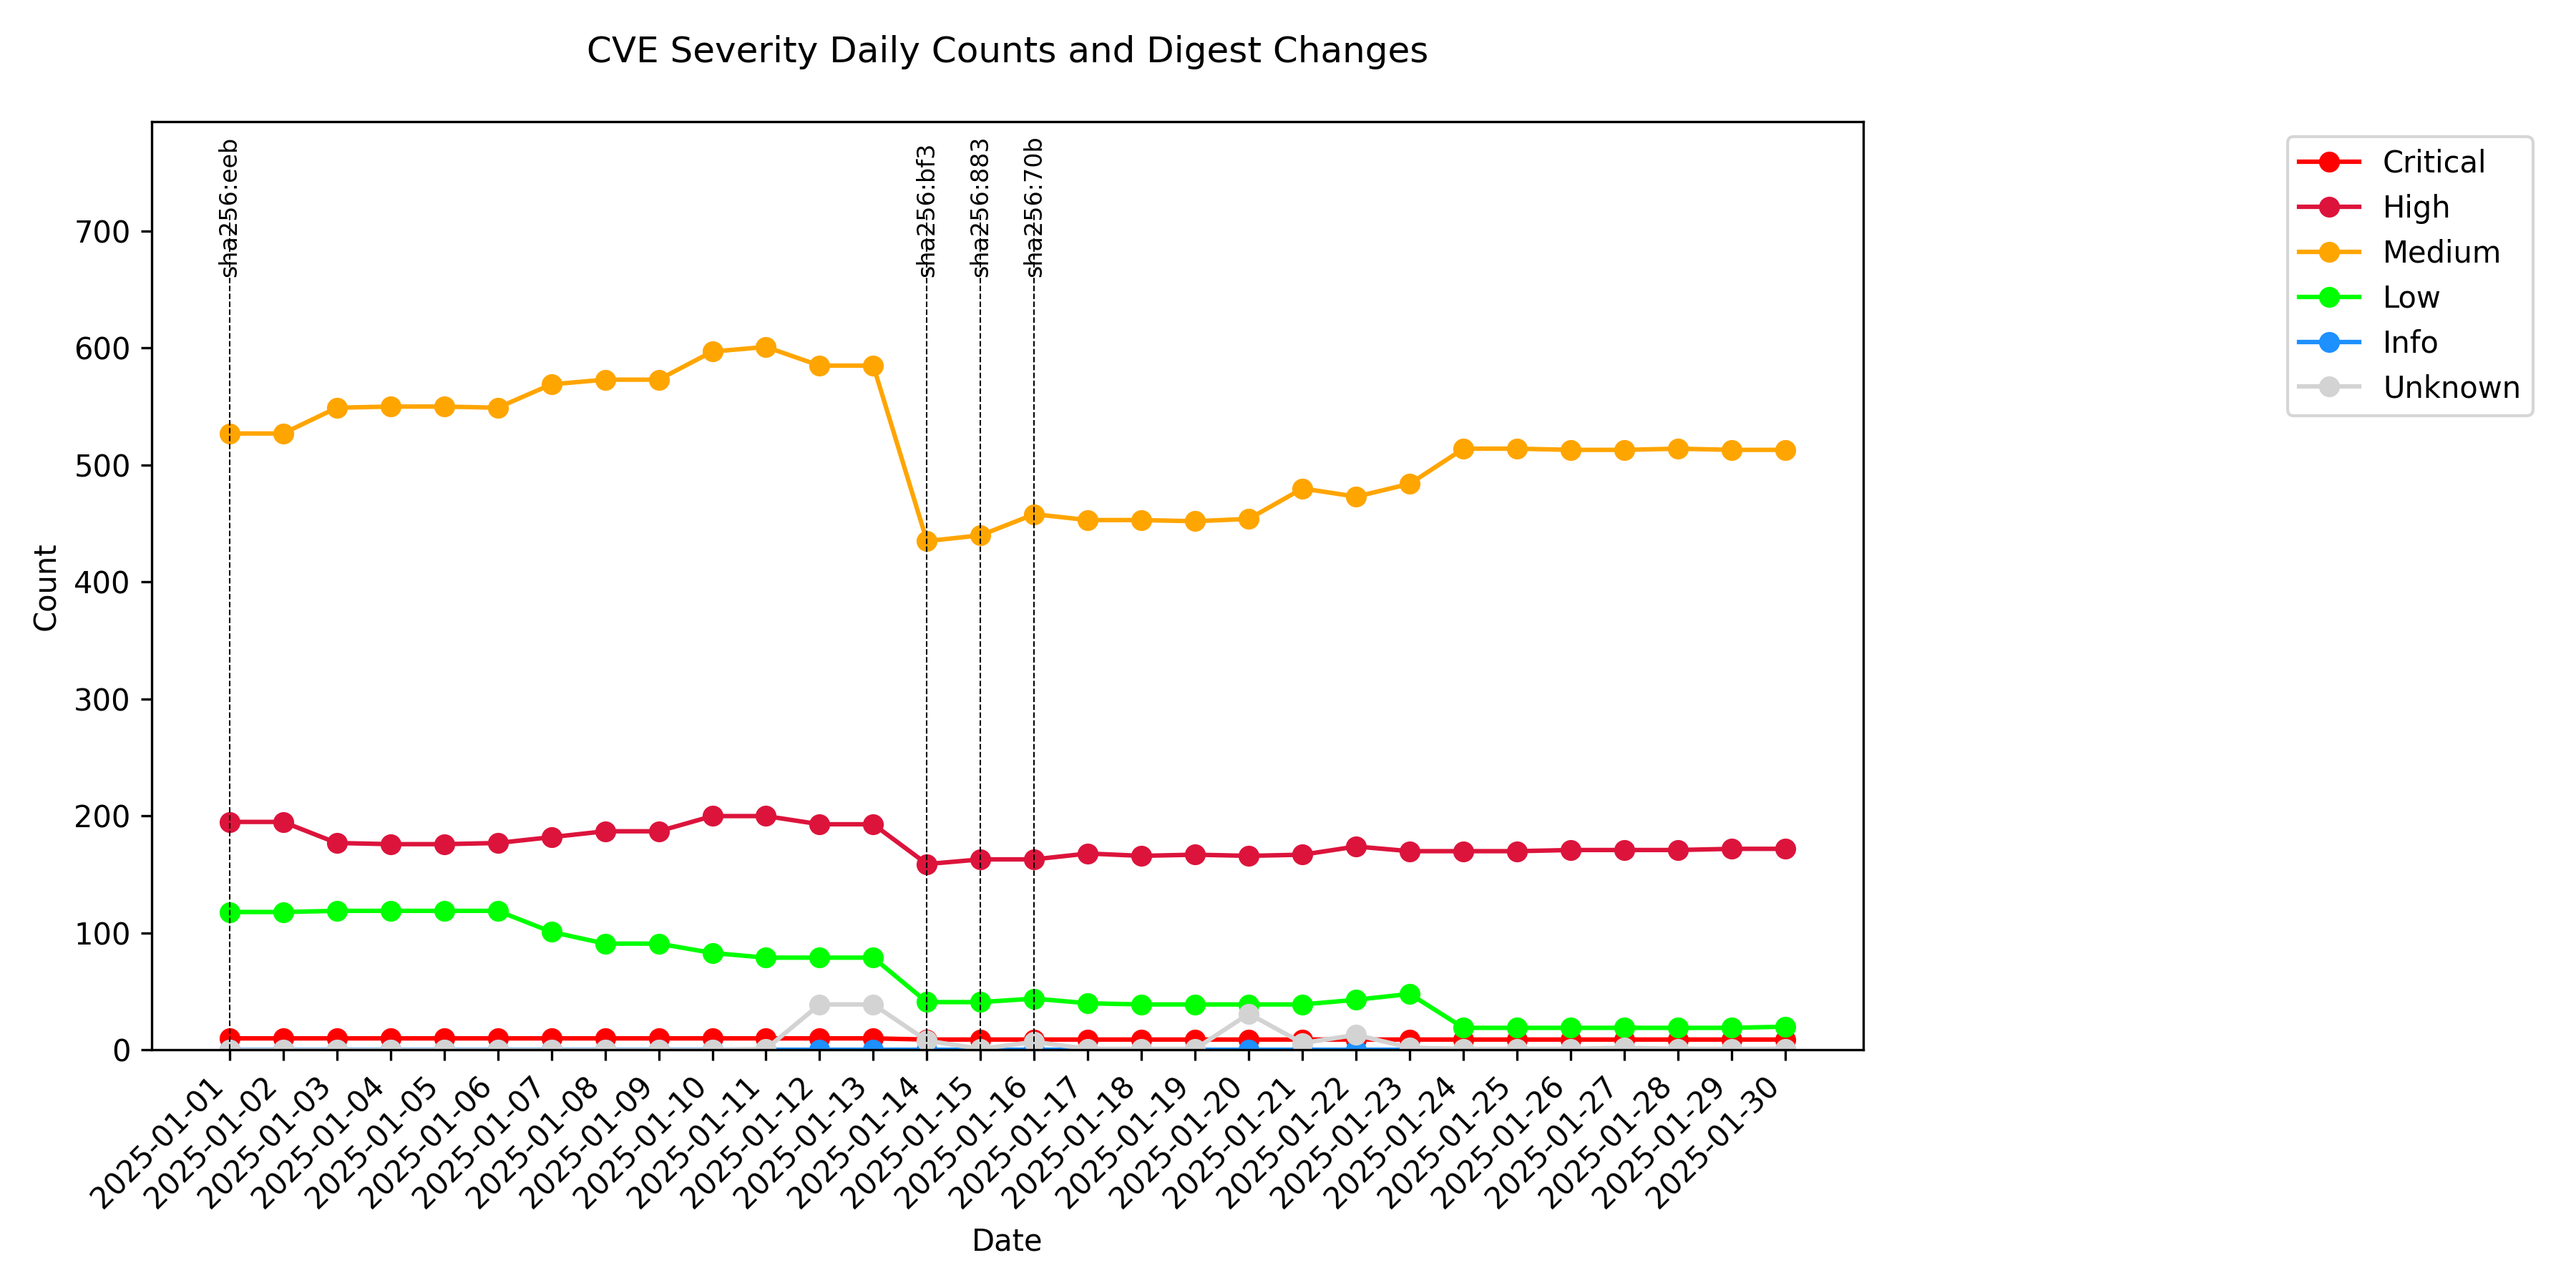 CVE Severity Daily Counts and Digest Changes
sha256:eeb
sha256:bf3
sha256:883
sha256:70b
Critical
High
Medium
Low
Info
Unknown
Count
700
600
500
400
300
200
100
0
2025-01-01
2025-01-02
2025-01-03
2025-01-04
2025-01-05
2025-01-06
2025-01-07
2025-01-08
2025-01-09
2025-01-10
2025-01-11
2025-01-12
2025-01-13
2025-01-14
2025-01-15
2025-01-16
2025-01-17
2025-01-18
2025-01-19
2025-01-20
2025-01-21
2025-01-22
2025-01-23
2025-01-24
2025-01-25
2025-01-26
2025-01-27
2025-01-28
2025-01-29
2025-01-30
Date